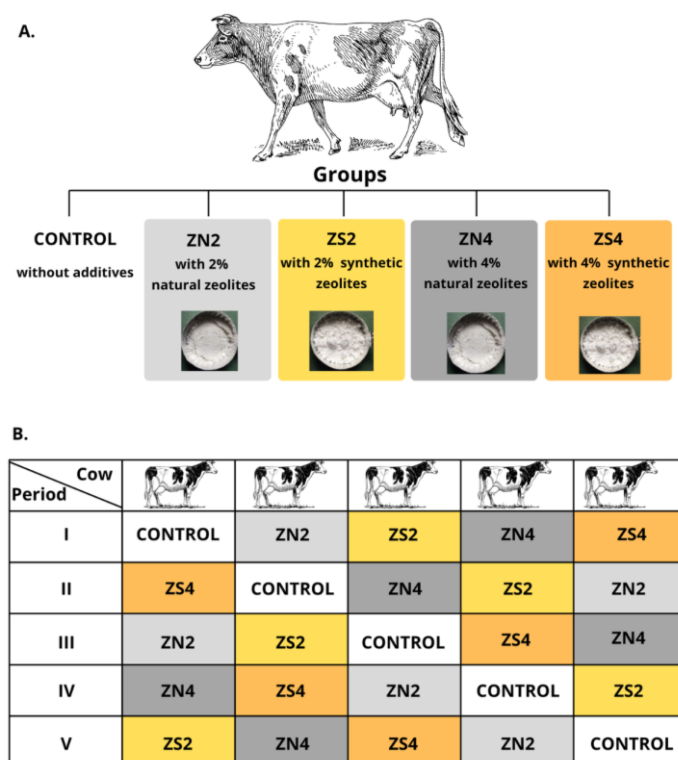 A.
Groups
CONTROL
without additives
ZN2
with 2%
natural zeolites
ZS2
with 2% synthetic
zeolites
ZN4
with 4%
natural zeolites
ZS4
with 4% synthetic
zeolites
B.
Cow
Period
I CONTROL ZN2 ZS2 ZN4 ZS4
II ZS4 CONTROL ZN4 ZS2 ZN2
III ZN2 ZS2 CONTROL ZS4 ZN4
IV ZN4 ZS4 ZN2 CONTROL ZS2
V ZS2 ZN4 ZS4 ZN2 CONTROL